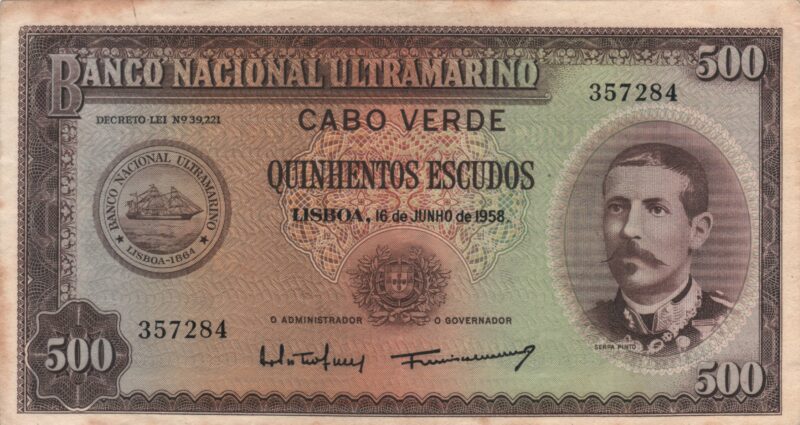 500
BANCO NACIONAL ULTRAMARINO
357284
DECRETO-LEI Nº 39,221
CABO VERDE
BANCO NACIONAL ULTRAMARINO
LISBOA-1864
QUINHENTOS ESCUDOS
LISBOA, 16 de JUNHO de 1958.
O ADMINISTRADOR
O GOVERNADOR
357284
SERPA PINTO
500
500